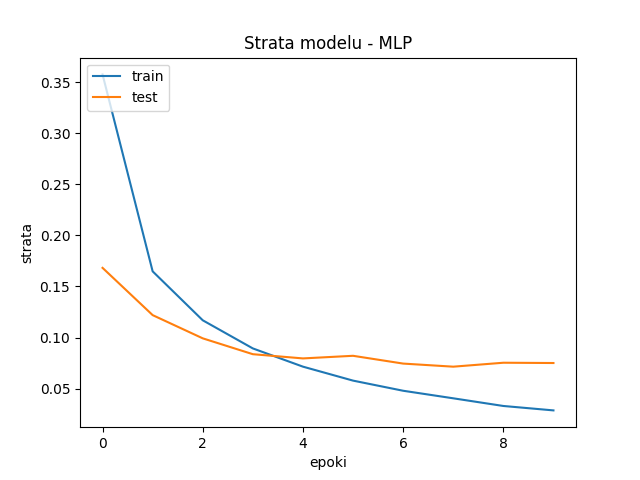 Strata modelu - MLP
train
test
0.35
0.30
0.25
0.20
0.15
0.10
0.05
strata
0 2 4 6 8
epoki